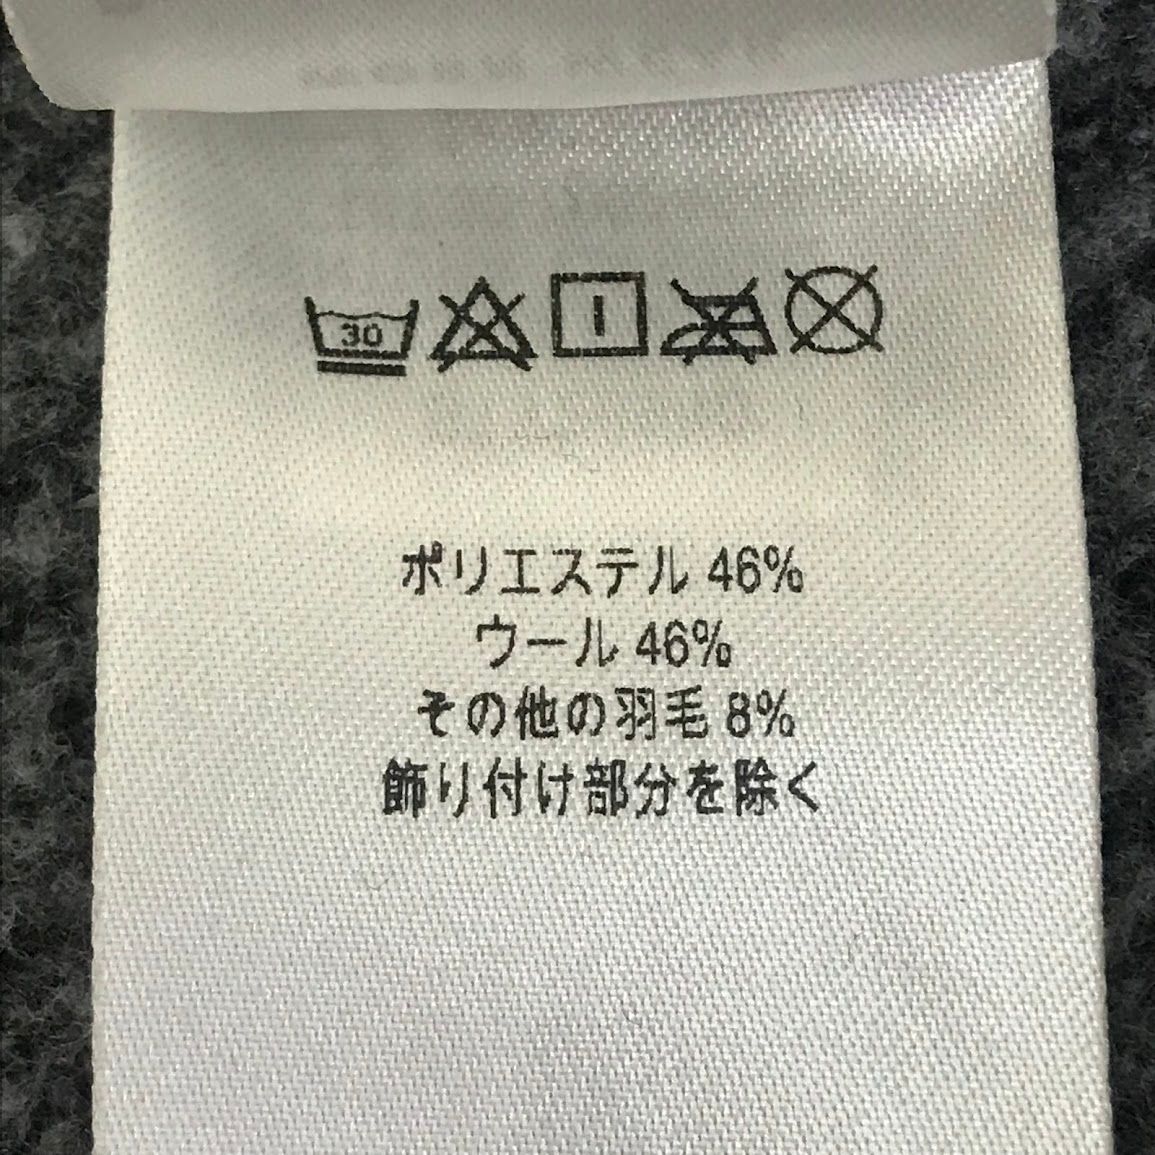 30
ポリエステル 46%
ウール 46%
その他の羽毛 8%
飾り付け部分を除く